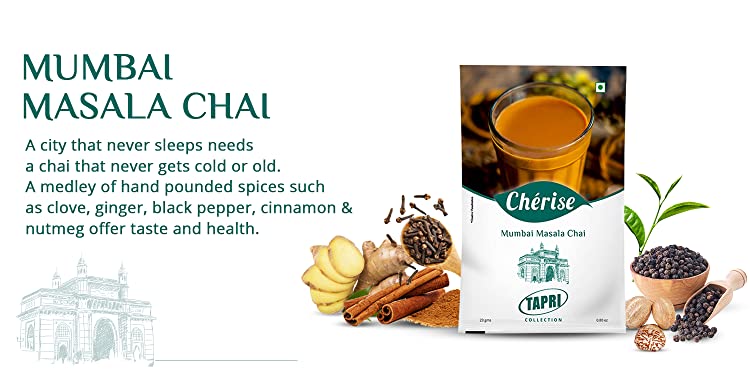 MUMBAI
MASALA CHAI
A city that never sleeps needs
a chai that never gets cold or old.
A medley of hand pounded spices such
as clove, ginger, black pepper, cinnamon &
nutmeg offer taste and health.
Chérise
Mumbai Masala Chai
TAPRI
COLLECTION